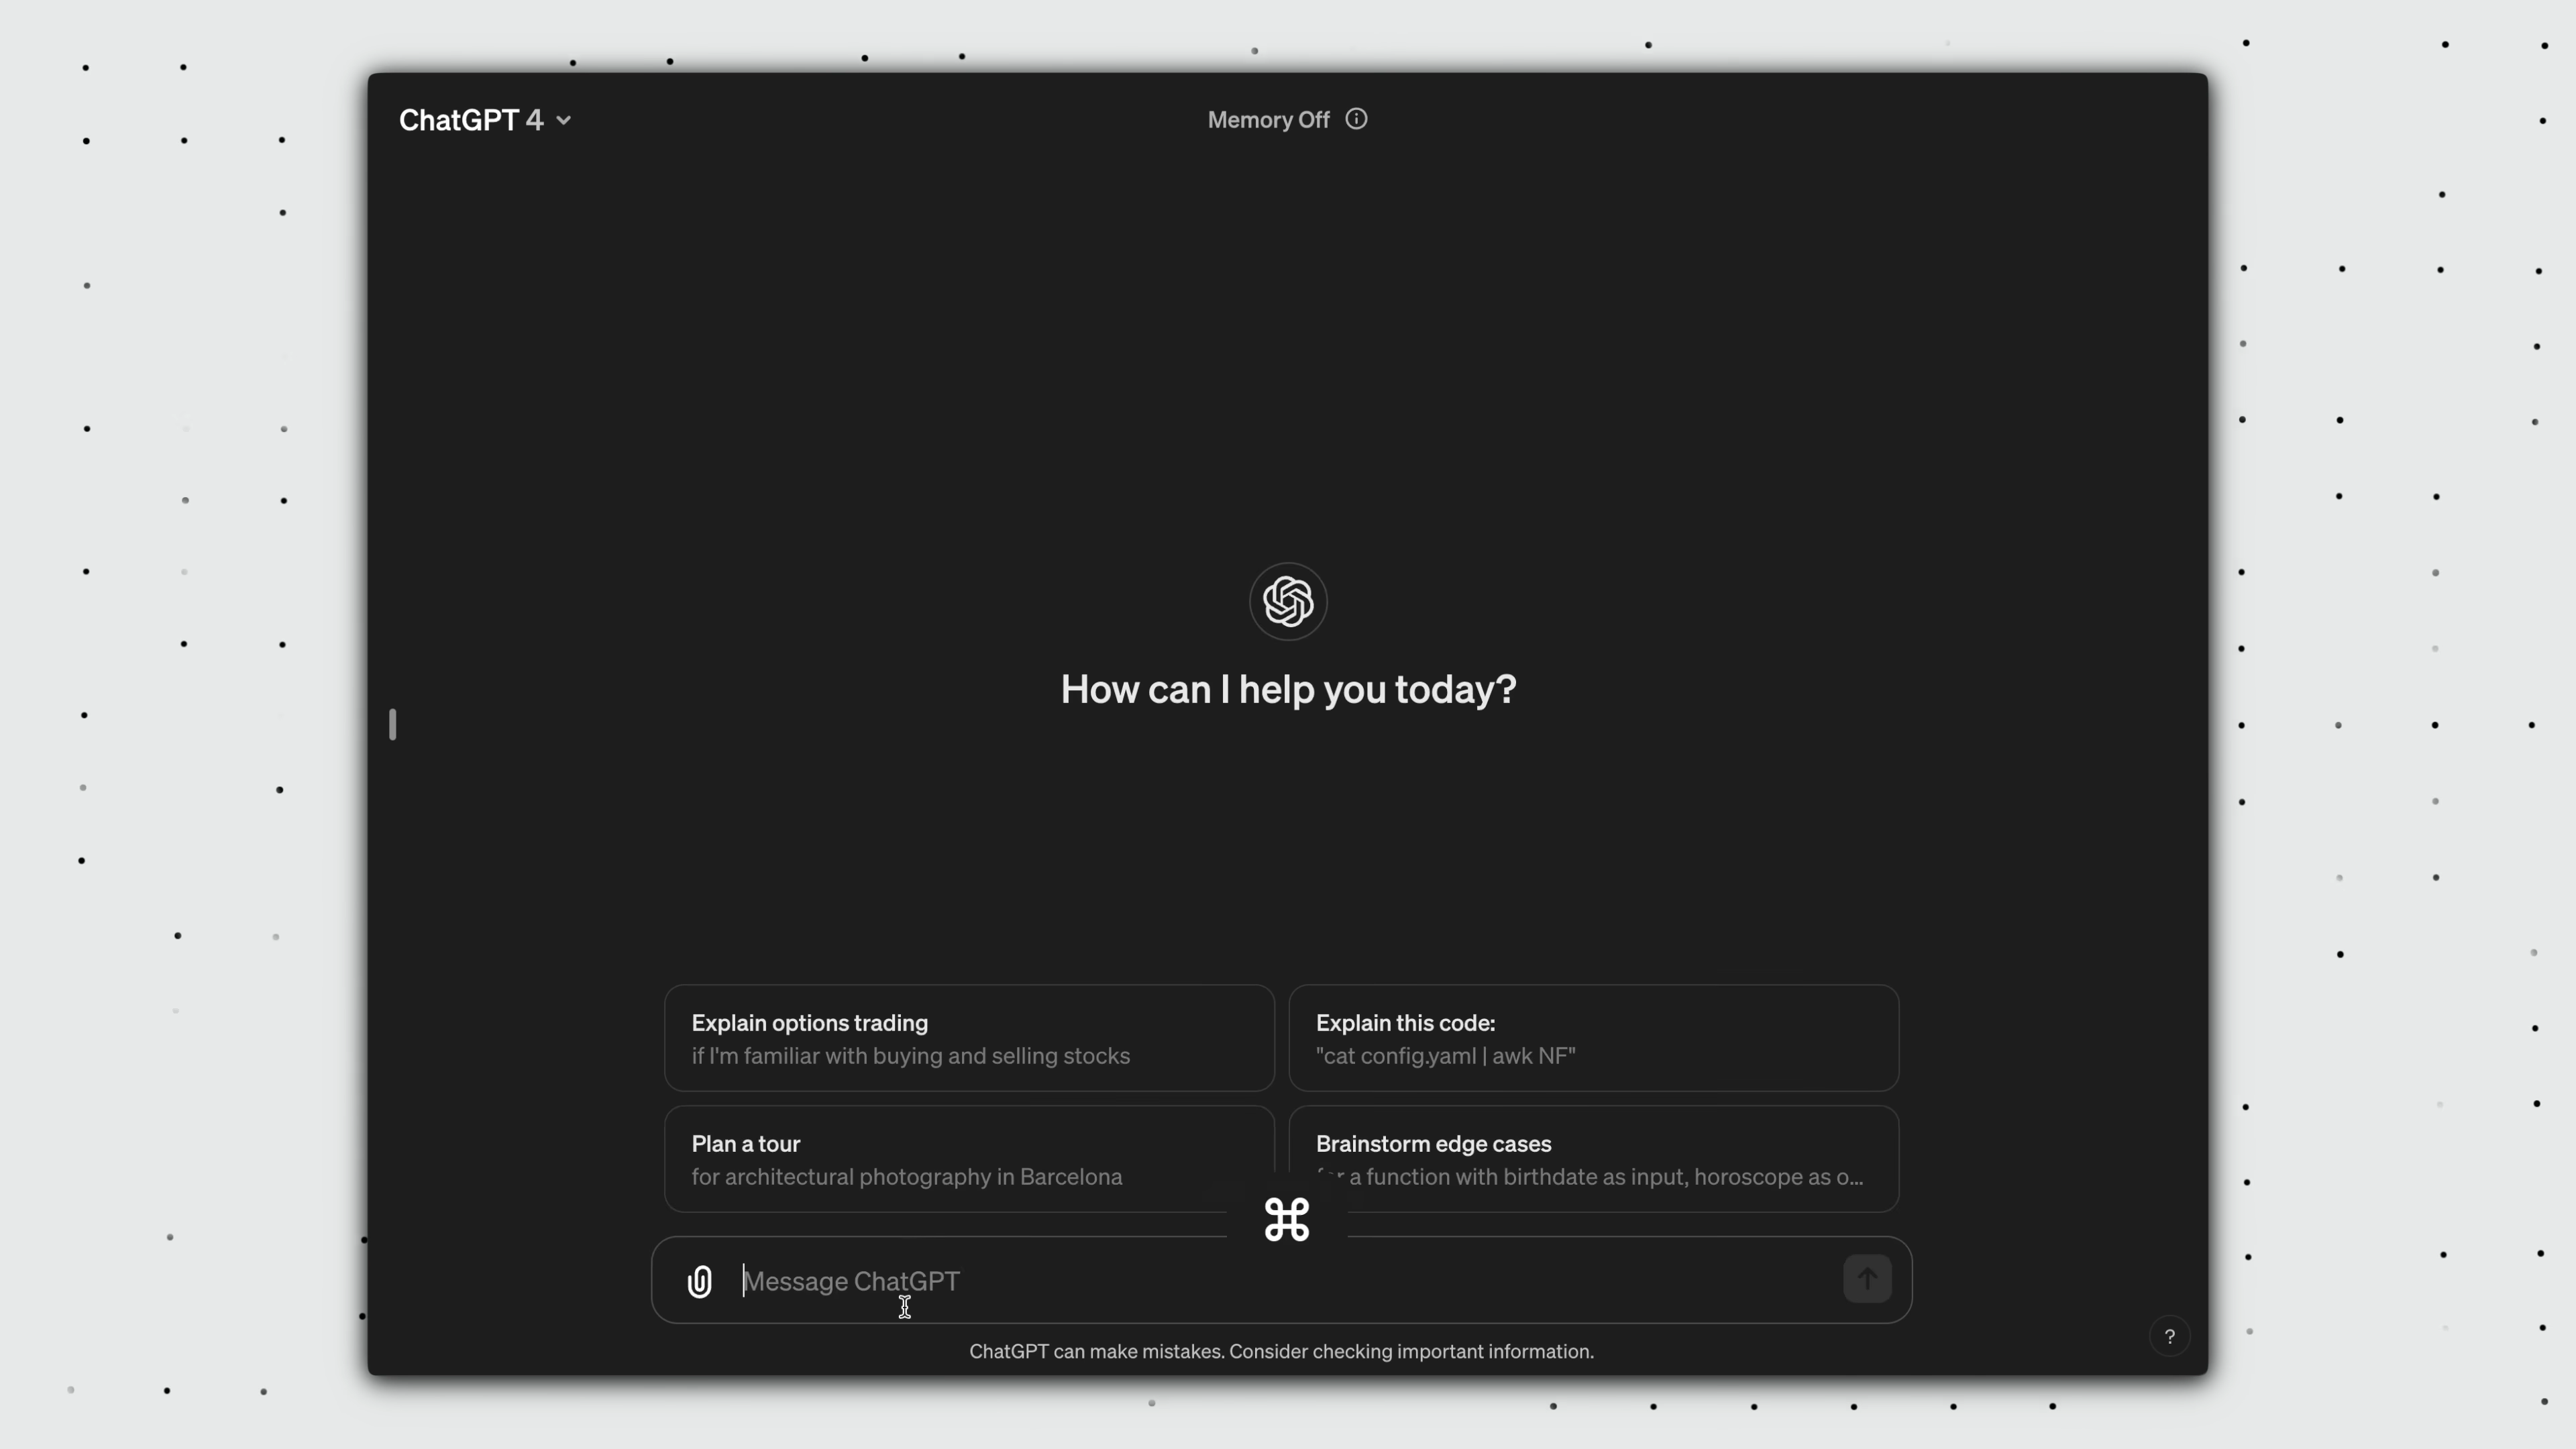 ChatGPT 4
Memory Off
How can I help you today?
Explain options trading
if I'm familiar with buying and selling stocks
Explain this code:
"cat config.yaml | awk NF"
Plan a tour
for architectural photography in Barcelona
Brainstorm edge cases
a function with birthdate as input, horoscope as o...
⌘
Message ChatGPT
ChatGPT can make mistakes. Consider checking important information.
?